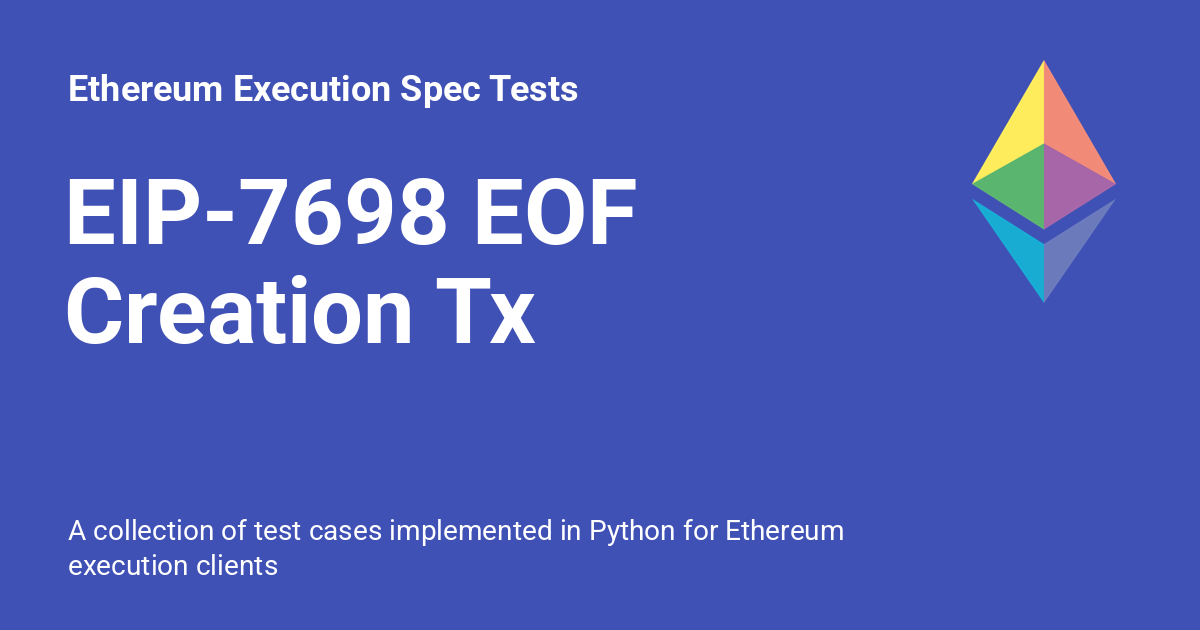 Ethereum Execution Spec Tests
EIP-7698 EOF
Creation Tx
A collection of test cases implemented in Python for Ethereum
execution clients